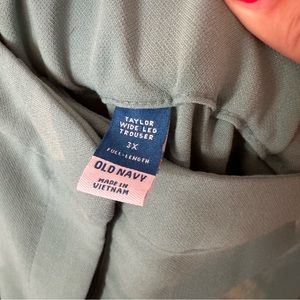 TAYLOR
WIDE LEG
TROUSER
3X
FULL-LENGTH
OLD NAVY
MADE IN
VIETNAM